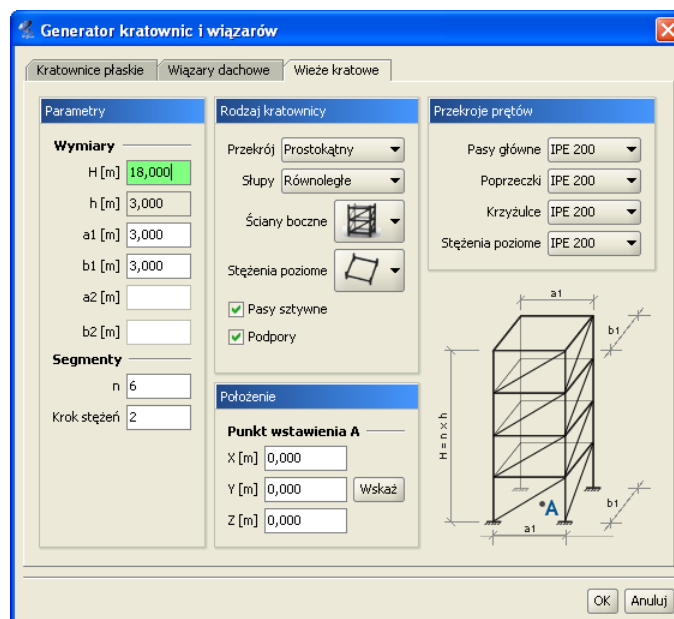 Generator kratownic i wiązarów
Kratownice płaskie
Wiązary dachowe
Wieże kratowe
Parametry
Wymiary
H [m] 18,000
h [m] 3,000
a1 [m] 3,000
b1 [m] 3,000
a2 [m]
b2 [m]
Segmenty
n 6
Krok stężeń 2
Rodzaj kratownicy
Przekrój Prostokątny
Słupy Równoległe
Ściany boczne
Stężenia poziome
Pasy sztywne
Podpory
Położenie
Punkt wstawienia A
X [m] 0,000
Y [m] 0,000 Wskaż
Z [m] 0,000
Przekroje prętów
Pasy główne IPE 200
Poprzeczki IPE 200
Krzyżulce IPE 200
Stężenia poziome IPE 200
a1
b1
H = n x h
A
b1
a1
OK Anuluj